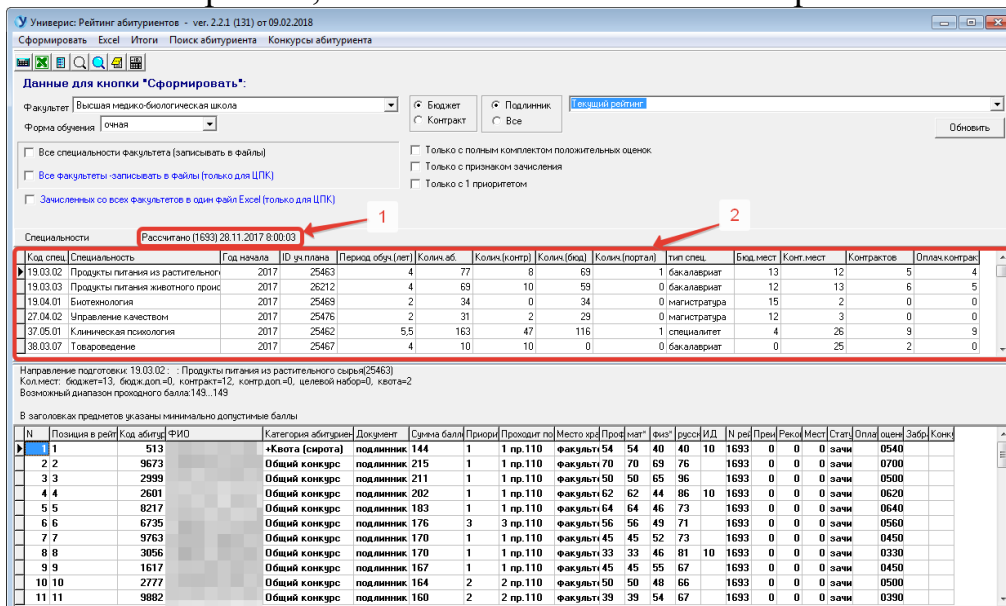 Универис: Рейтинг абитуриентов - ver. 2.2.1 (131) от 09.02.2018
Сформировать Excel Итоги Поиск абитуриента Конкурсы абитуриента
Данные для кнопки "Сформировать":
Факультет Высшая медико-биологическая школа Бюджет Подлинник Текущий рейтинг
Форма обучения очная Контракт Все Обновить
Все специальности факультета (записывать в файлы) Только с полным комплектом положительных оценок
Только с признаком зачисления
Все факультеты -записывать в файлы (только для ЦПК) Только с 1 приоритетом
Зачисленных со всех факультетов в один файл Excel (только для ЦПК)
1 2
Специальности Рассчитано (1693) 28.11.2017 8:00:03
Код спец. Специальность Год начала ID уч.плана Период обуч.(лет) Колич.аб. Колич.(контр) Колич.(бюд) Колич.(портал) тип спец. Бюд.мест Конт.мест Контрактов Оплач.контрак
19.03.02 Продукты питания из растительног 2017 25463 4 77 8 69 1 бакалавриат 13 12 5 4
19.03.03 Продукты питания животного проис 2017 26212 4 69 10 59 0 бакалавриат 12 13 6 5
19.04.01 Биотехнология 2017 25469 2 34 0 34 0 магистратура 15 2 0 0
27.04.02 Управление качеством 2017 25476 2 31 2 29 0 магистратура 12 3 0 0
37.05.01 Клиническая психология 2017 25462 5,5 163 47 116 1 специалитет 4 26 9 9
38.03.07 Товароведение 2017 25467 4 10 10 0 0 бакалавриат 0 25 2 0
Направление подготовки: 19.03.02 : : Продукты питания из растительного сырья(25463)
Кол.мест: бюджет=13, бюдж.доп.=0, контракт=12, контр.доп.=0, целевой набор=0, квота=2
Возможный диапазон проходного балла:149...149
В заголовках предметов указаны минимально допустимые баллы
N Позиция в рейт Код абитур ФИО Категория абитуриен Документ Сумма балл Приори Проходит по Место хра Проф мат" физ" русск ИД N рей Преи Реко Мест Стату Опла оцен Забр Конк
1 1 513 +Квота (сирота) подлинник 144 1 1 пр.110 факульт 54 54 40 40 10 1693 0 0 0 зачи 0540
2 2 9673 Общий конкурс подлинник 215 1 1 пр.110 факульт 70 70 69 76 1693 0 0 0 зачи 0700
3 3 2999 Общий конкурс подлинник 211 1 1 пр.110 факульт 50 50 65 96 1693 0 0 0 зачи 0500
4 4 2601 Общий конкурс подлинник 202 1 1 пр.110 факульт 62 62 44 86 10 1693 0 0 0 зачи 0620
5 5 8217 Общий конкурс подлинник 183 1 1 пр.110 факульт 64 64 46 73 1693 0 0 0 зачи 0640
6 6 6735 Общий конкурс подлинник 176 3 3 пр.110 факульт 56 56 49 71 1693 0 0 0 зачи 0560
7 7 9763 Общий конкурс подлинник 170 1 1 пр.110 факульт 45 45 52 73 1693 0 0 0 зачи 0450
8 8 3056 Общий конкурс подлинник 170 1 1 пр.110 факульт 33 33 46 81 10 1693 0 0 0 зачи 0330
9 9 1617 Общий конкурс подлинник 167 1 1 пр.110 факульт 45 45 55 67 1693 0 0 0 зачи 0450
10 10 2777 Общий конкурс подлинник 164 2 2 пр.110 факульт 50 50 48 66 1693 0 0 0 зачи 0500
11 11 9882 Общий конкурс подлинник 160 2 2 пр.110 факульт 39 39 54 67 1693 0 0 0 зачи 0390